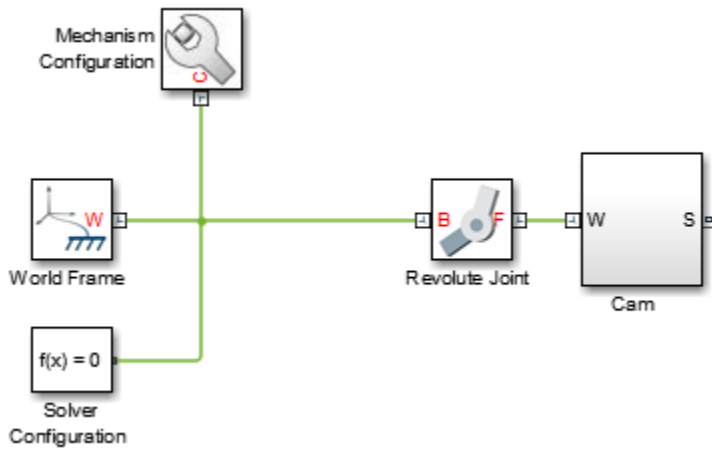 Mechanism
Configuration
C
W
World Frame
B
F
Revolute Joint
W
S
Cam
f(x) = 0
Solver
Configuration